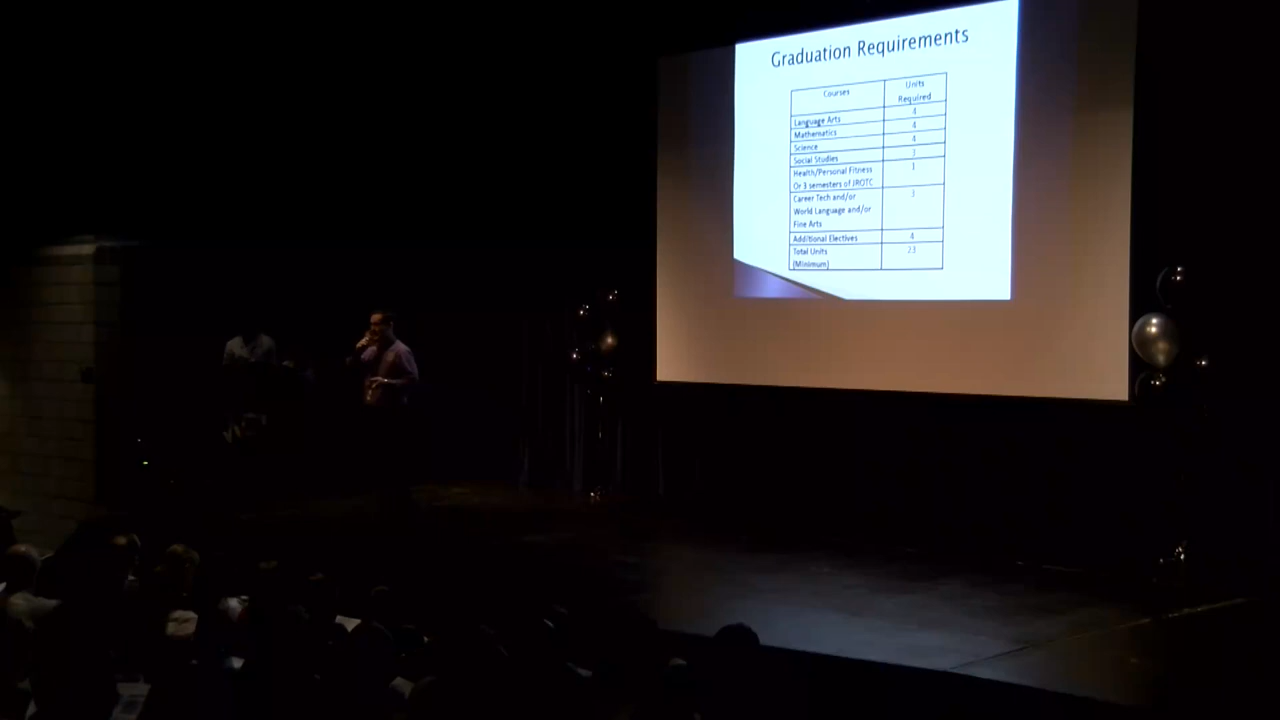 Graduation Requirements
Courses
Units
Required
Language Arts 4
Mathematics 4
Science 4
Social Studies 3
Health/Personal Fitness 1
Or 3 semesters of JROTC
Career Tech and/or 3
World Language and/or
Fine Arts
Additional Electives 4
Total Units 23
(Minimum)